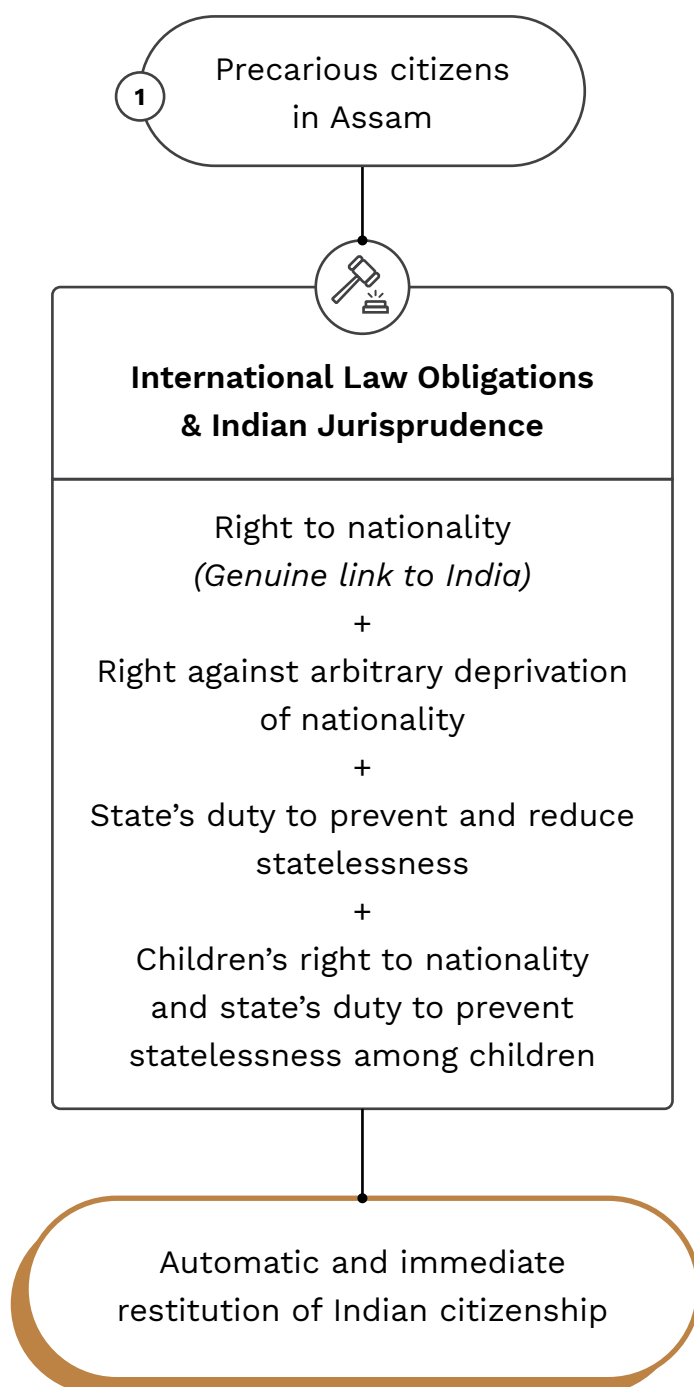 1
Precarious citizens
in Assam
International Law Obligations
& Indian Jurisprudence
Right to nationality
(Genuine link to India)
+
Right against arbitrary deprivation
of nationality
+
State’s duty to prevent and reduce
statelessness
+
Children’s right to nationality
and state’s duty to prevent
statelessness among children
Automatic and immediate
restitution of Indian citizenship